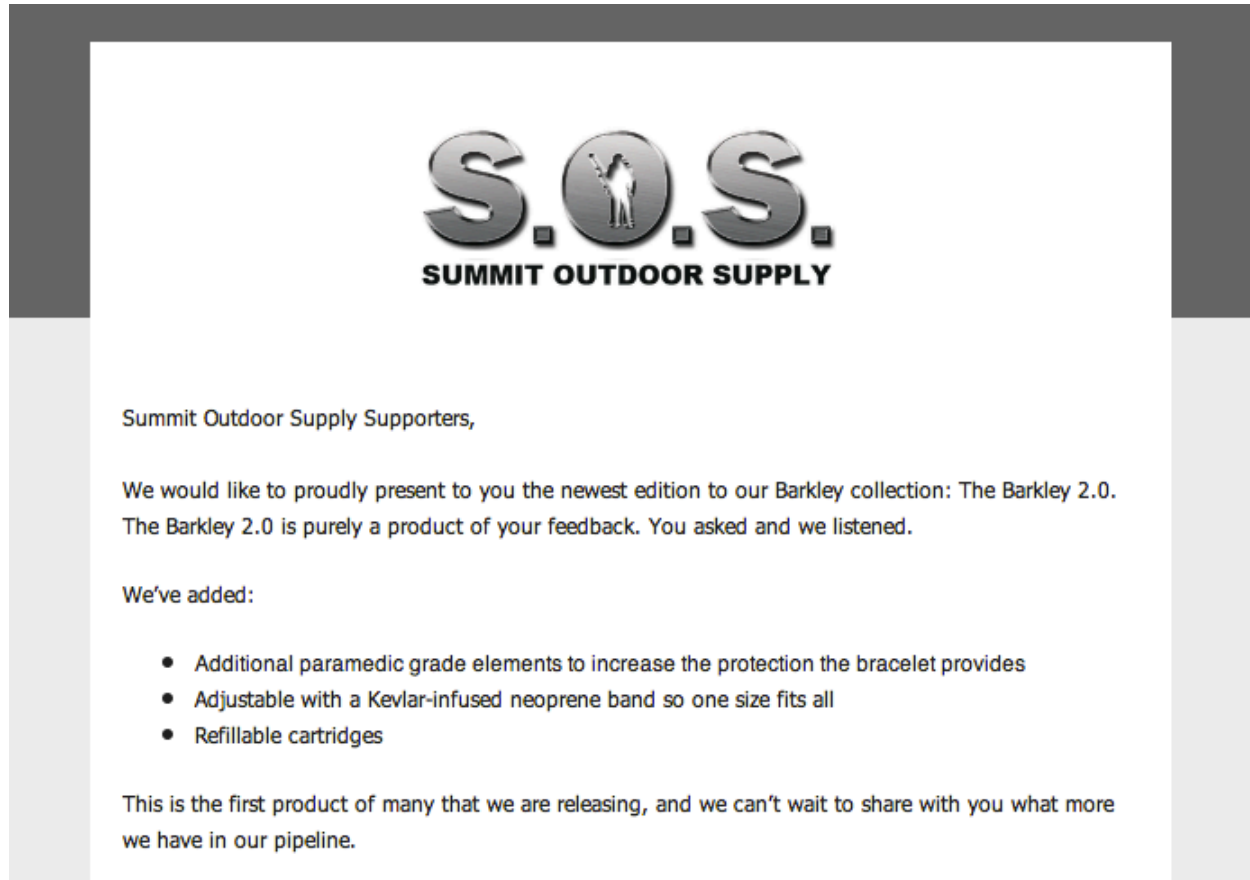 S.O.S.
SUMMIT OUTDOOR SUPPLY
Summit Outdoor Supply Supporters,
We would like to proudly present to you the newest edition to our Barkley collection: The Barkley 2.0.
The Barkley 2.0 is purely a product of your feedback. You asked and we listened.
We've added:
• Additional paramedic grade elements to increase the protection the bracelet provides
• Adjustable with a Kevlar-infused neoprene band so one size fits all
• Refillable cartridges
This is the first product of many that we are releasing, and we can't wait to share with you what more
we have in our pipeline.